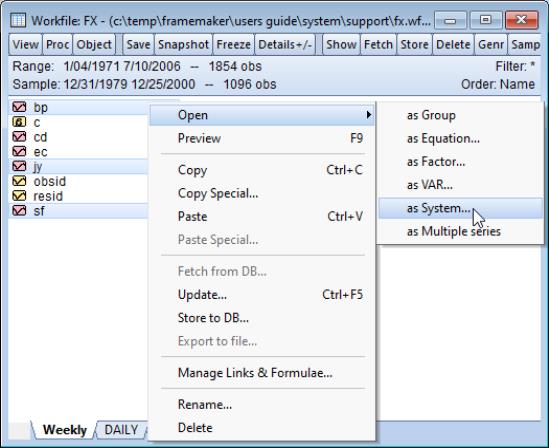 Workfile: FX - (c:\temp\framemaker\users guide\system\support\fx.wf...
View Proc Object Save Snapshot Freeze Details+/- Show Fetch Store Delete Genr Samp
Range: 1/04/1971 7/10/2006 -- 1854 obs Filter: *
Sample: 12/31/1979 12/25/2000 -- 1096 obs Order: Name
bp
c
cd
ec
jy
obsid
resid
sf
Open
Preview F9
Copy Ctrl+C
Copy Special...
Paste Ctrl+V
Paste Special...
Fetch from DB...
Update... Ctrl+F5
Store to DB...
Export to file...
Manage Links & Formulae...
Rename...
Delete
as Group
as Equation...
as Factor...
as VAR...
as System...
as Multiple series
Weekly DAILY